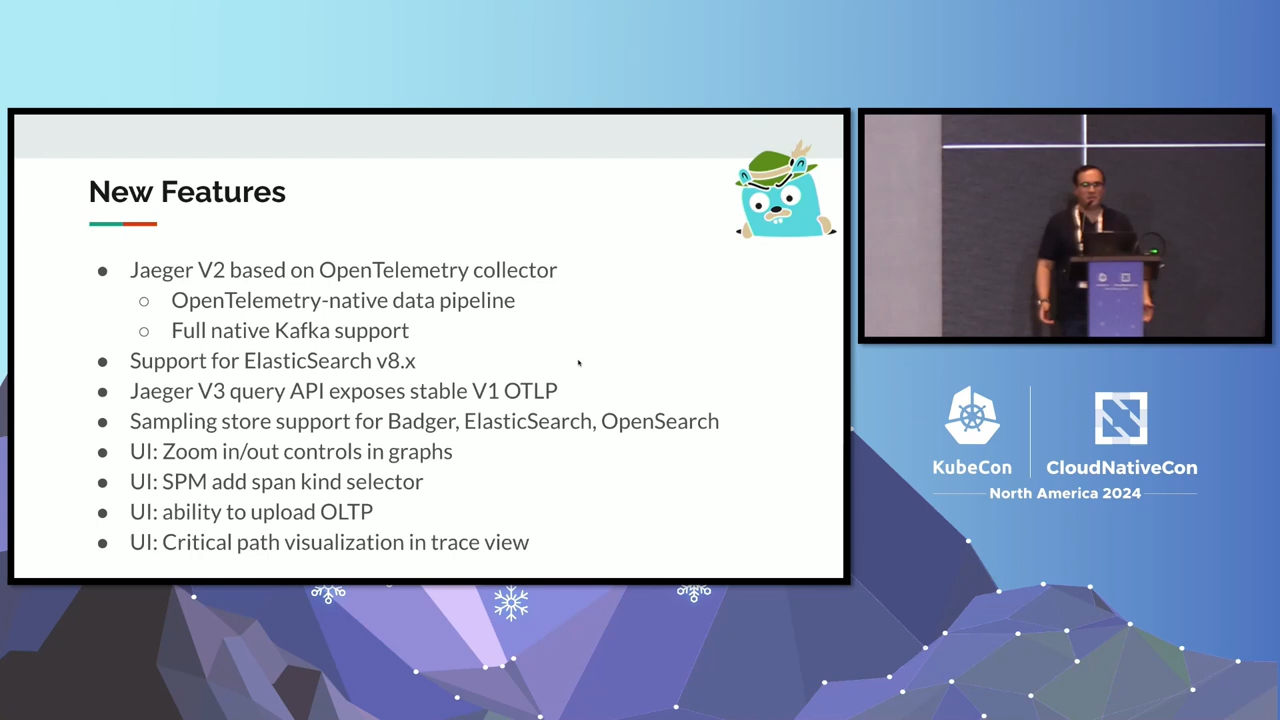 New Features
● Jaeger V2 based on OpenTelemetry collector
○ OpenTelemetry-native data pipeline
○ Full native Kafka support
● Support for ElasticSearch v8.x
● Jaeger V3 query API exposes stable V1 OTLP
● Sampling store support for Badger, ElasticSearch, OpenSearch
● UI: Zoom in/out controls in graphs
● UI: SPM add span kind selector
● UI: ability to upload OLTP
● UI: Critical path visualization in trace view
KubeCon
CloudNativeCon
North America 2024